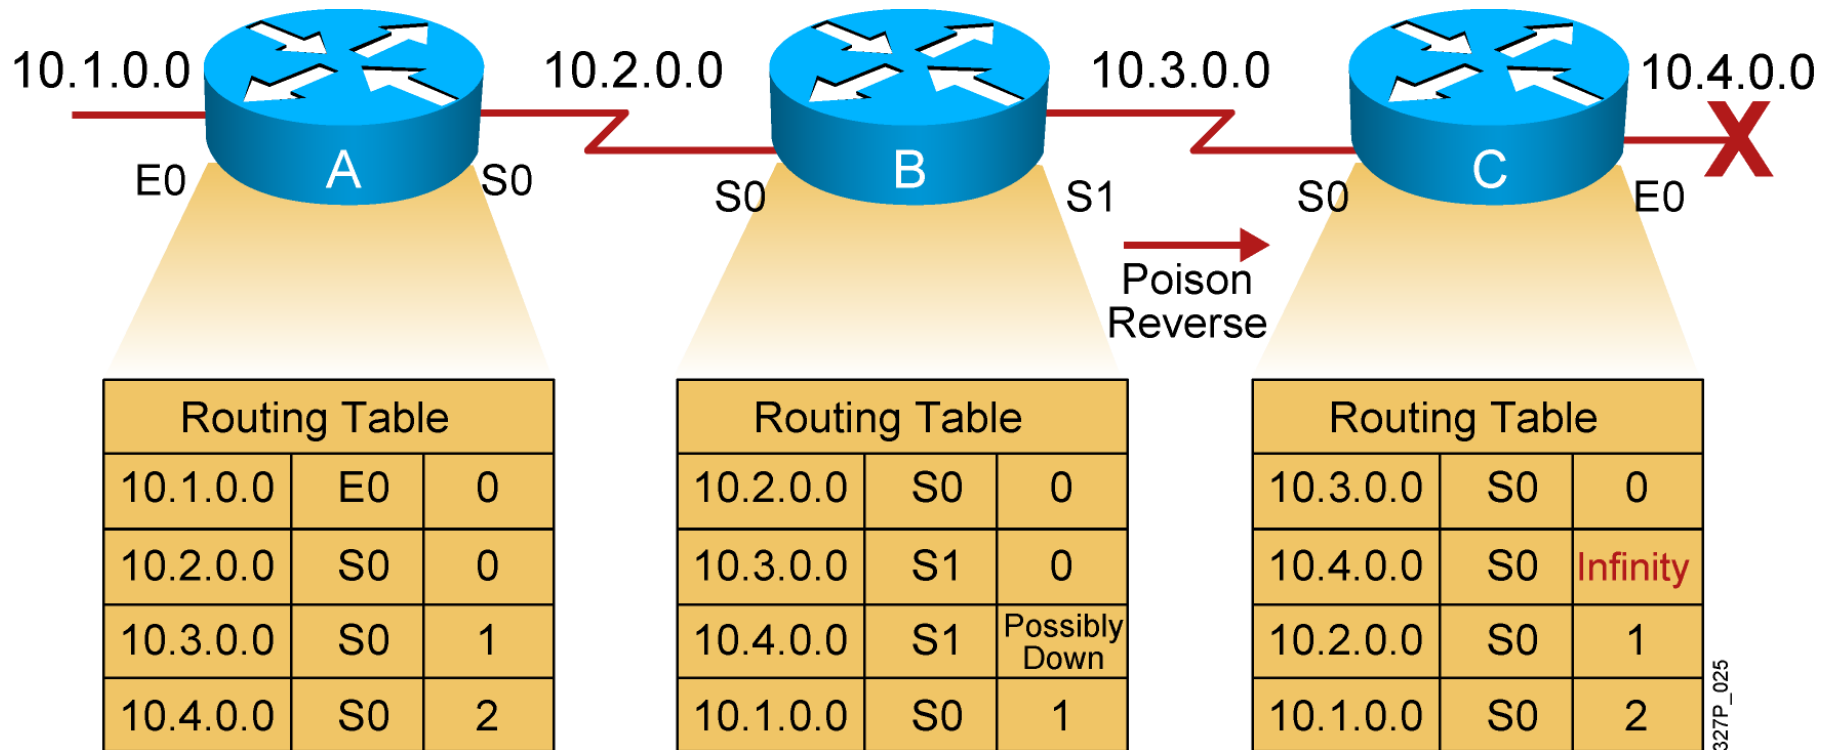 10.1.0.0
10.2.0.0
10.3.0.0
10.4.0.0
A
B
C
E0
S0
S0
S1
S0
E0
Poison
Reverse
Routing Table
10.1.0.0 E0 0
10.2.0.0 S0 0
10.3.0.0 S0 1
10.4.0.0 S0 2
Routing Table
10.2.0.0 S0 0
10.3.0.0 S1 0
10.4.0.0 S1 Possibly
Down
10.1.0.0 S0 1
Routing Table
10.3.0.0 S0 0
10.4.0.0 S0 Infinity
10.2.0.0 S0 1
10.1.0.0 S0 2
327P_025